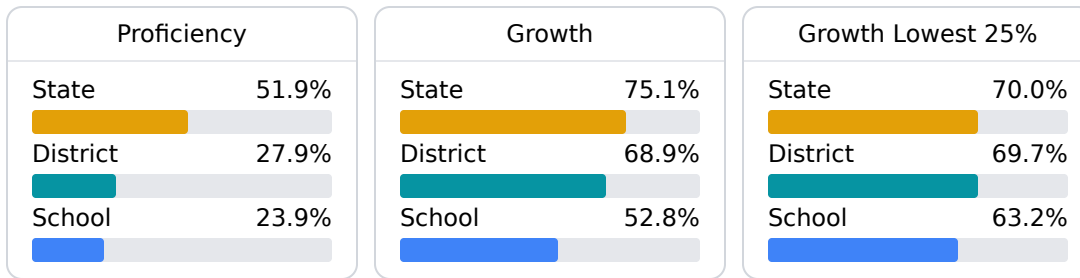 Proficiency
State 51.9%
District 27.9%
School 23.9%
Growth
State 75.1%
District 68.9%
School 52.8%
Growth Lowest 25%
State 70.0%
District 69.7%
School 63.2%